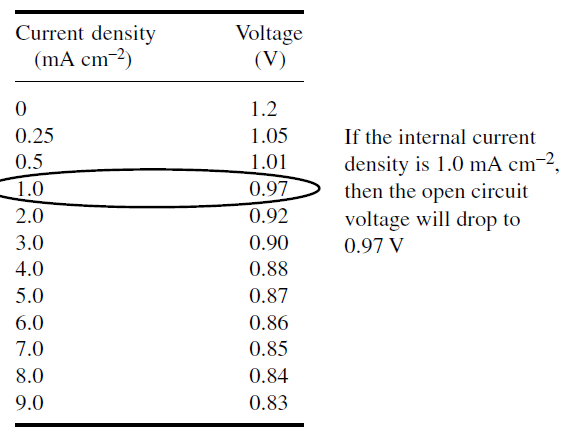 Current density Voltage
(mA cm⁻²) (V)
0 1.2
0.25 1.05
0.5 1.01
1.0 0.97
2.0 0.92
3.0 0.90
4.0 0.88
5.0 0.87
6.0 0.86
7.0 0.85
8.0 0.84
9.0 0.83
If the internal current
density is 1.0 mA cm⁻²,
then the open circuit
voltage will drop to
0.97 V